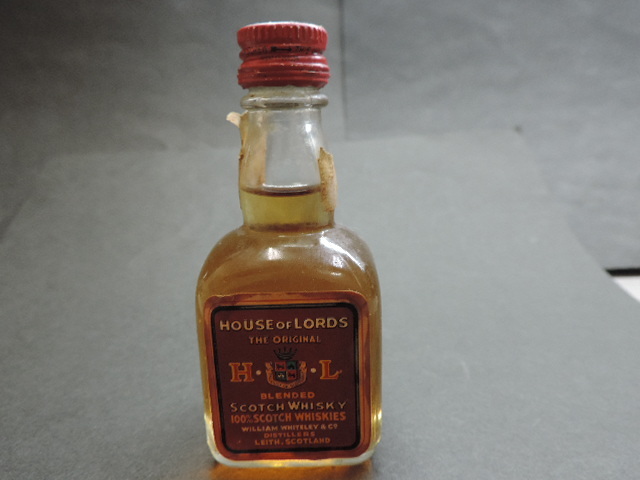 HOUSE OF LORDS
THE ORIGINAL
H · L
BLENDED
SCOTCH WHISKY
100% SCOTCH WHISKIES
WILLIAM WHITELEY & Co
DISTILLERS
LEITH, SCOTLAND